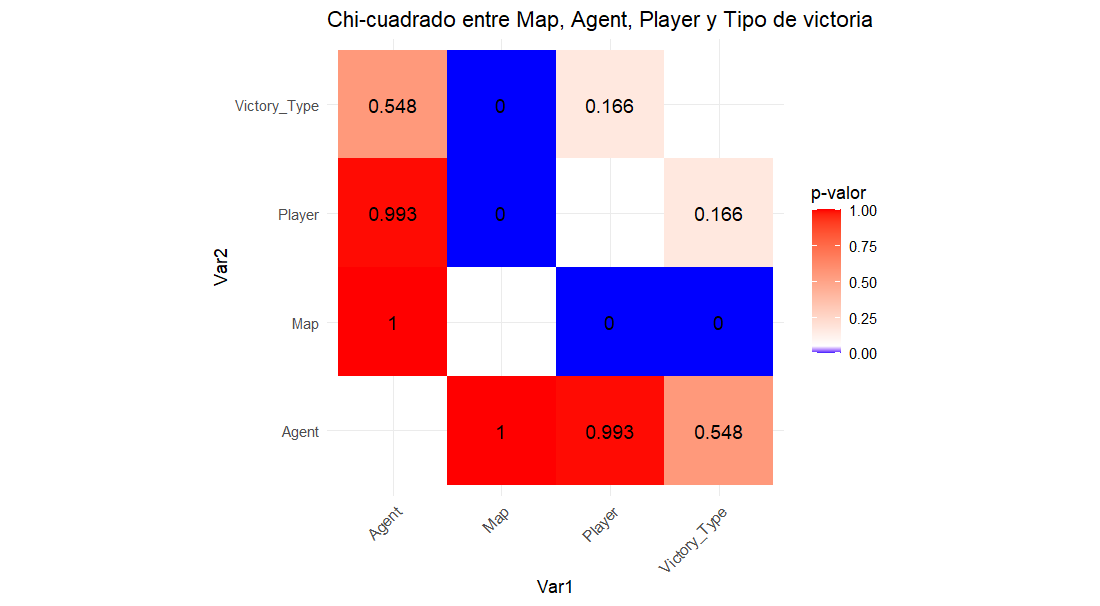 Chi-cuadrado entre Map, Agent, Player y Tipo de victoria
Victory_Type
0.548
0
0.166
Player
0.993
0
0.166
Map
1
0
0
Agent
1
0.993
0.548
Var2
Agent
Map
Player
Victory_Type
Var1
p-valor
1.00
0.75
0.50
0.25
0.00